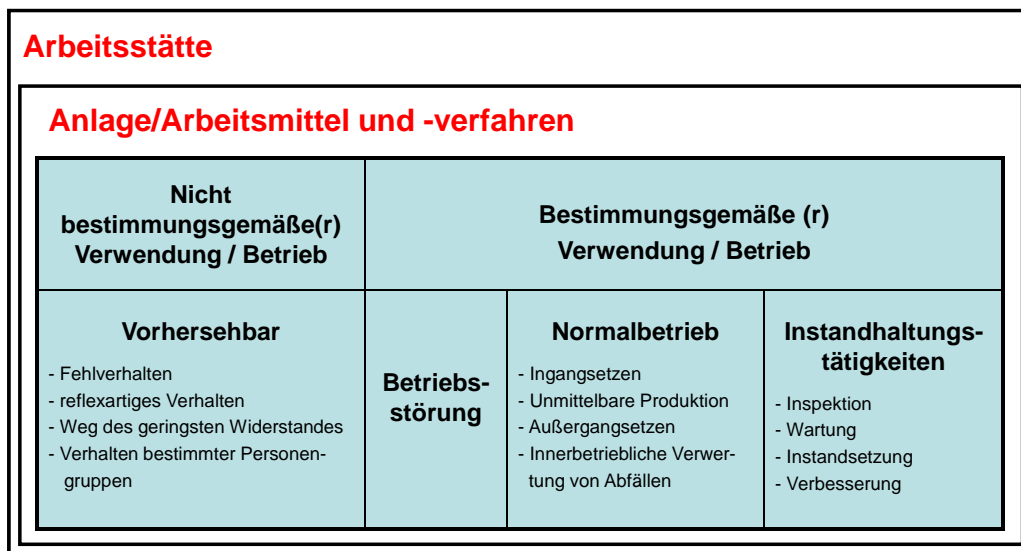 Arbeitsstätte
Anlage/Arbeitsmittel und -verfahren
Nicht
bestimmungsgemäße(r)
Verwendung / Betrieb
Bestimmungsgemäße (r)
Verwendung / Betrieb
Vorhersehbar
- Fehlverhalten
- reflexartiges Verhalten
- Weg des geringsten Widerstandes
- Verhalten bestimmter Personen-
gruppen
Betriebs-
störung
Normalbetrieb
- Ingangsetzen
- Unmittelbare Produktion
- Außergangsetzen
- Innerbetriebliche Verwer-
tung von Abfällen
Instandhaltungs-
tätigkeiten
- Inspektion
- Wartung
- Instandsetzung
- Verbesserung